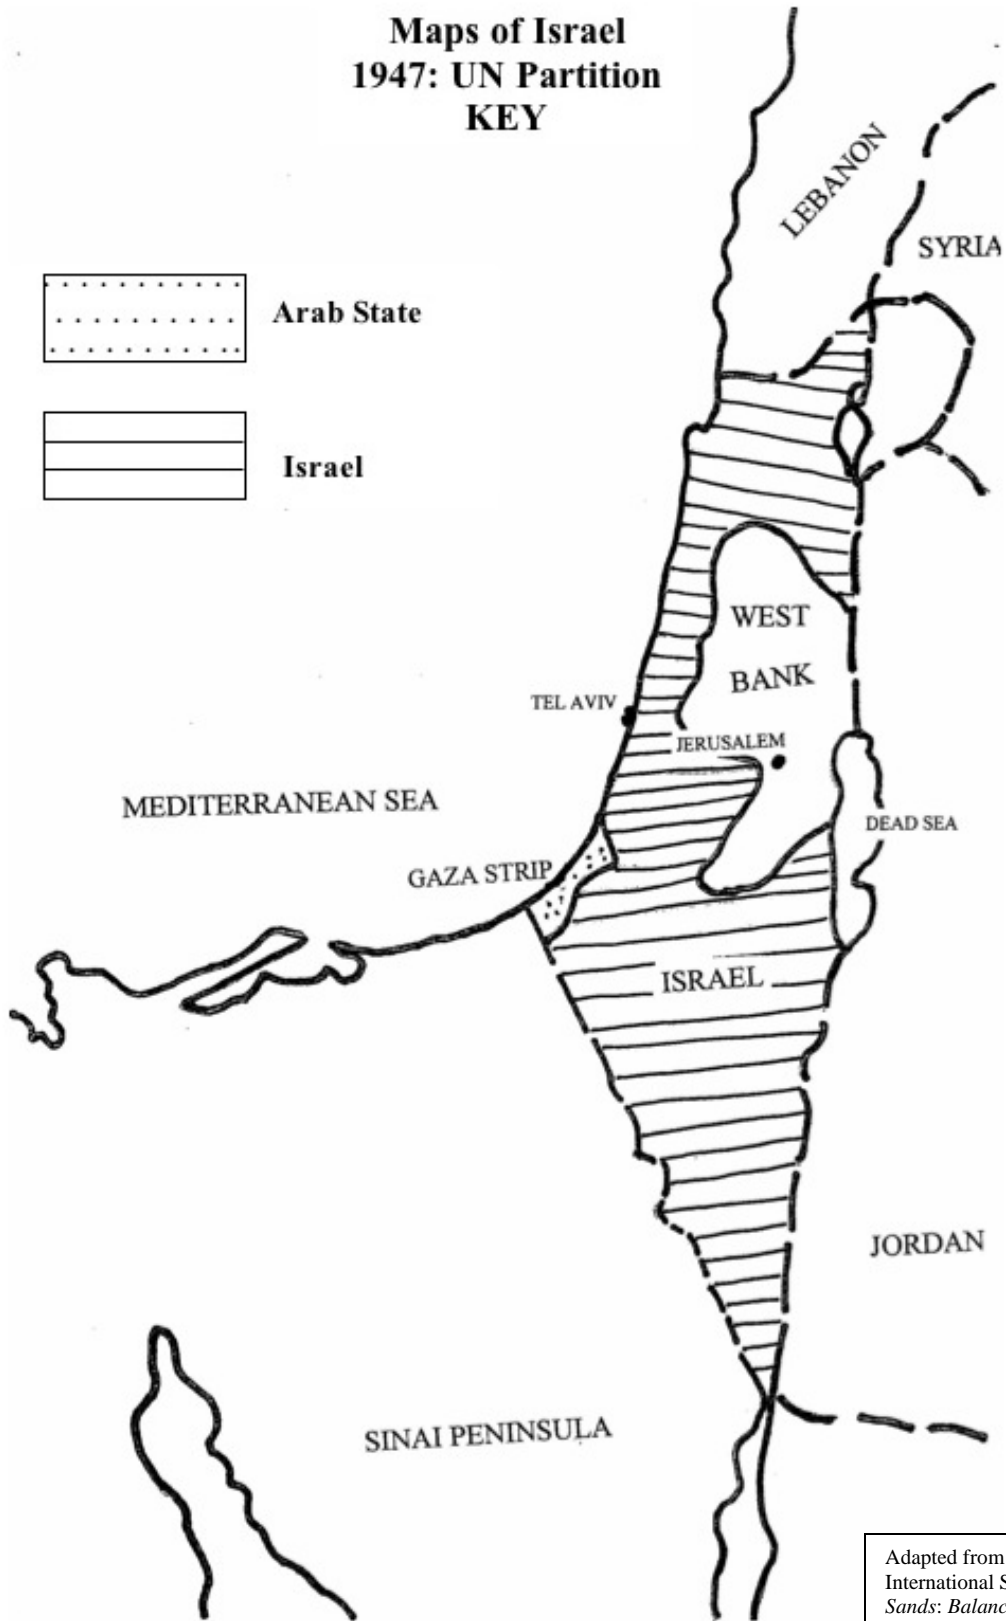 Maps of Israel
1947: UN Partition
KEY
LEBANON
SYRIA
Arab State
Israel
WEST
BANK
TEL AVIV
JERUSALEM
MEDITERRANEAN SEA
DEAD SEA
GAZA STRIP
ISRAEL
JORDAN
SINAI PENINSULA
Adapted from
International S
Sands: Balanc